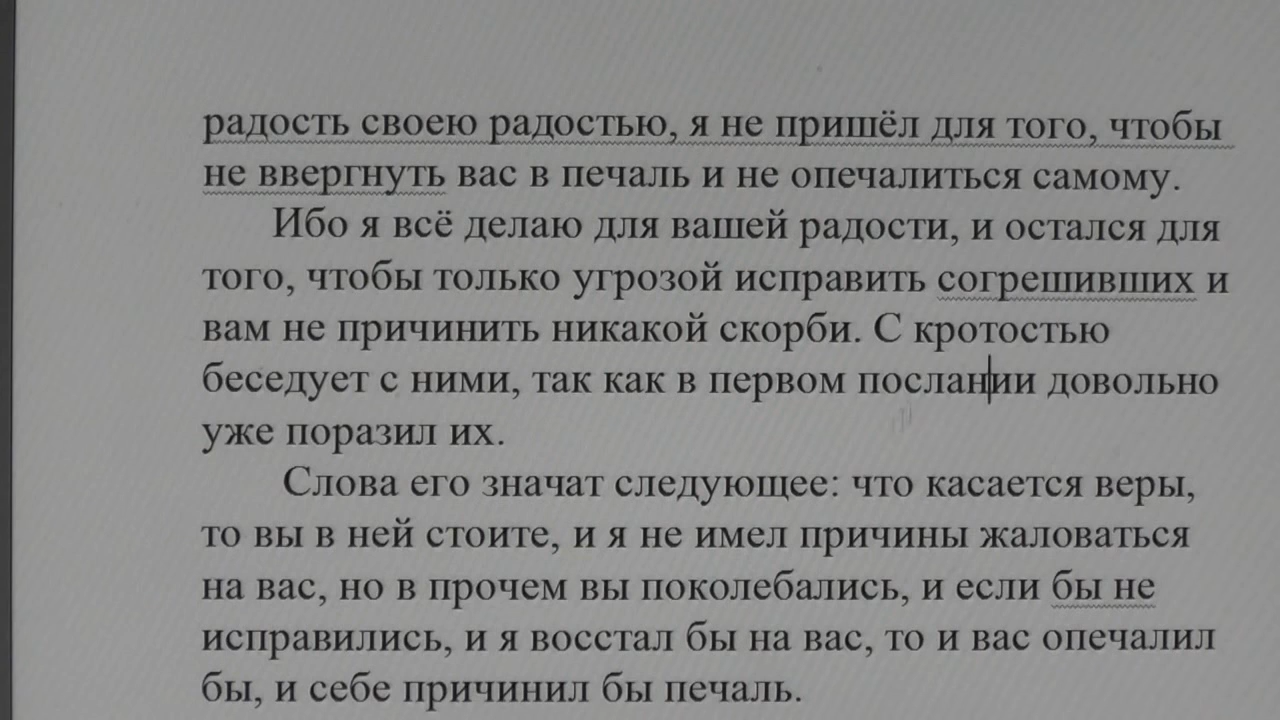 радость своею радостью, я не пришёл для того, чтобы
не ввергнуть вас в печаль и не опечалиться самому.
Ибо я всё делаю для вашей радости, и остался для
того, чтобы только угрозой исправить согрешивших и
вам не причинить никакой скорби. С кротостью
беседует с ними, так как в первом послании довольно
уже поразил их.
Слова его значат следующее: что касается веры,
то вы в ней стоите, и я не имел причины жаловаться
на вас, но в прочем вы поколебались, и если бы не
исправились, и я восстал бы на вас, то и вас опечалил
бы, и себе причинил бы печаль.